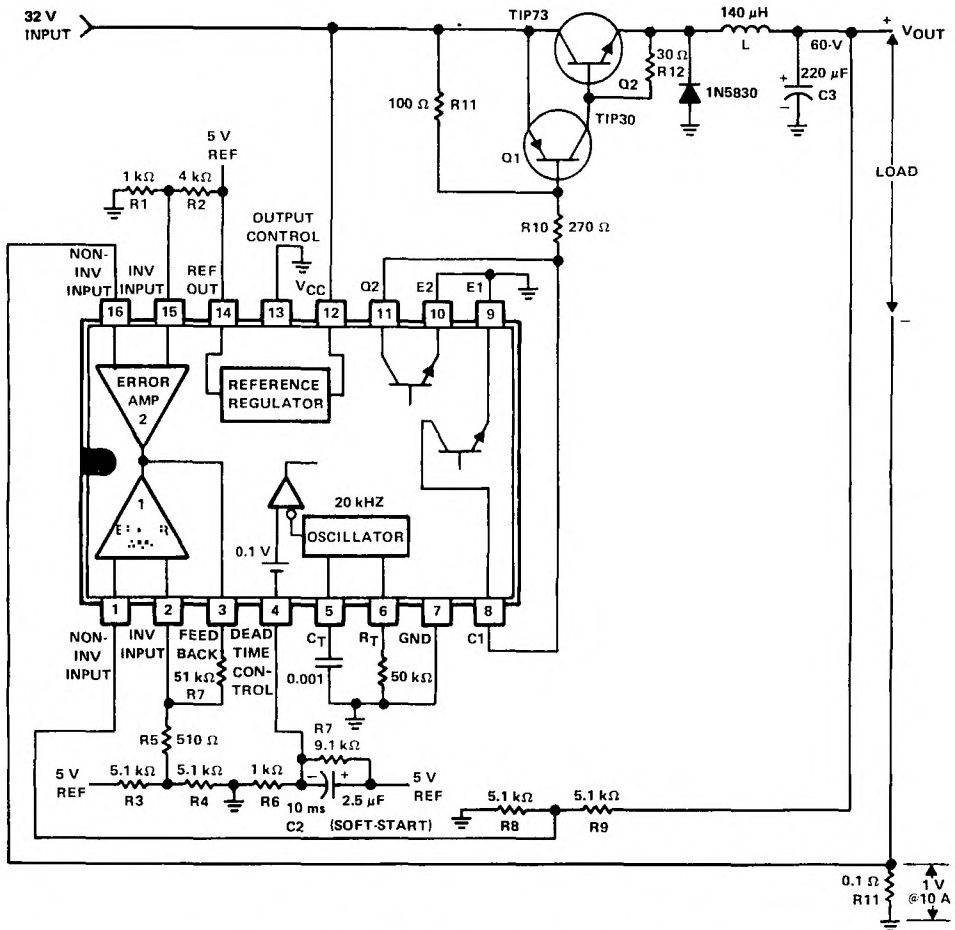 32 V
INPUT
TIP73
140 µH
L
+
VOUT
60-V
30 Ω
R12
Q2
1N5830
220 µF
+
−
C3
100 Ω
R11
TIP30
Q1
LOAD
5 V
REF
1 kΩ
R1
4 kΩ
R2
OUTPUT
CONTROL
R10
270 Ω
NON-
INV
INPUT
INV
INPUT
REF
OUT
VCC
Q2
E2
E1
16
15
14
13
12
11
10
9
−
ERROR
AMP
2
REFERENCE
REGULATOR
1
20 kHZ
OSCILLATOR
0.1 V
1
2
3
4
5
6
7
8
NON-
INV
INPUT
INV
INPUT
FEED
BACK
DEAD
TIME
CON-
TROL
CT
RT
GND
C1
51 kΩ
R7
0.001
50 kΩ
R5
510 Ω
R7
9.1 kΩ
5 V
REF
5.1 kΩ
R3
5.1 kΩ
R4
1 kΩ
R6
−
+
10 ms
2.5 µF
C2
(SOFT-START)
5 V
REF
5.1 kΩ
R8
5.1 kΩ
R9
0.1 Ω
R11
1 V
@10 A